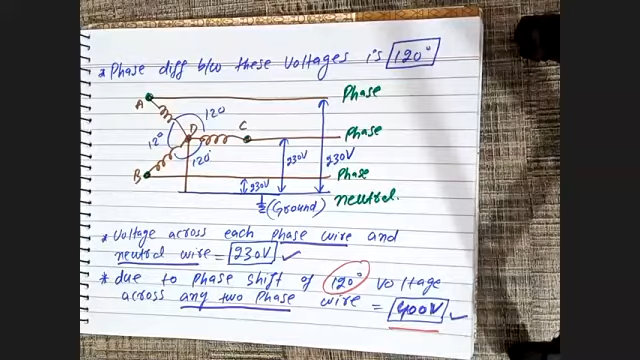 * Phase diff b/w these voltages is 120°
A
Phase
120
120
D
C
Phase
120°
230V
230V
B
Phase
230V
(Ground)
neutral.
* Voltage across each phase wire and
neutral wire = 230V
* due to phase shift of 120° voltage
across any two phase wire = 400V